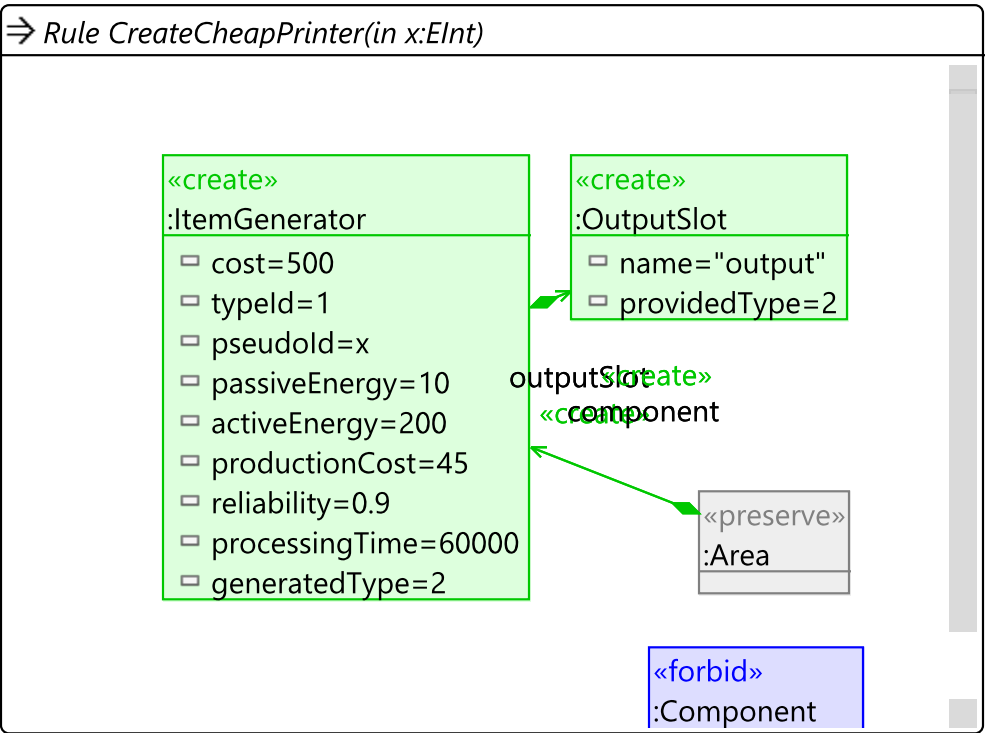 Rule CreateCheapPrinter(in x:EInt)
«create»
:ItemGenerator
cost=500
typeId=1
pseudoId=x
passiveEnergy=10
activeEnergy=200
productionCost=45
reliability=0.9
processingTime=60000
generatedType=2
«create»
:OutputSlot
name="output"
providedType=2
outputSlot
«create»
«create»
component
«preserve»
:Area
«forbid»
:Component